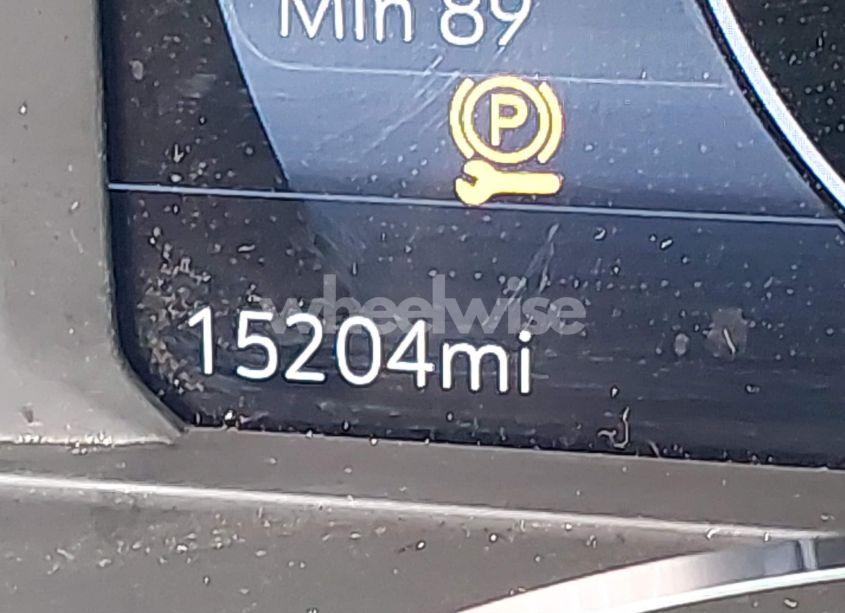 Min 89
P
wheelwise
15204mi